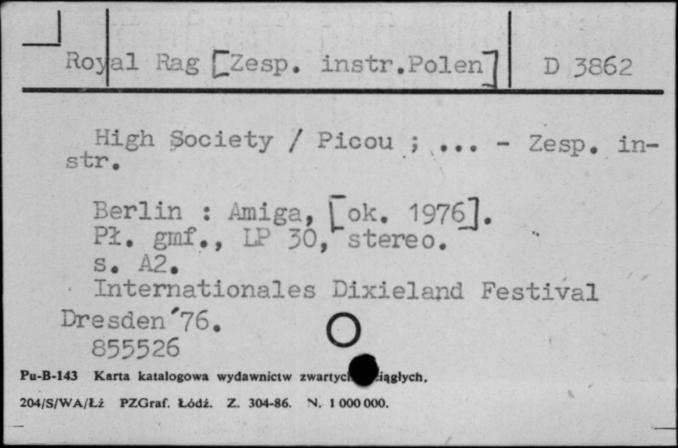 Royal Rag [Zesp. instr.Polen] D 3862
High Society / Picou ; ... - Zesp. in-
str.
Berlin : Amiga, [ok. 1976].
Pł. gmf., LP 30, stereo.
s. A2.
Internationales Dixieland Festival
Dresden '76.
855526
Pu-B-143 Karta katalogowa wydawnictw
204/S/WA/Łź PZGraf. Łódź. Z. 304-86. N. 1 000 000.